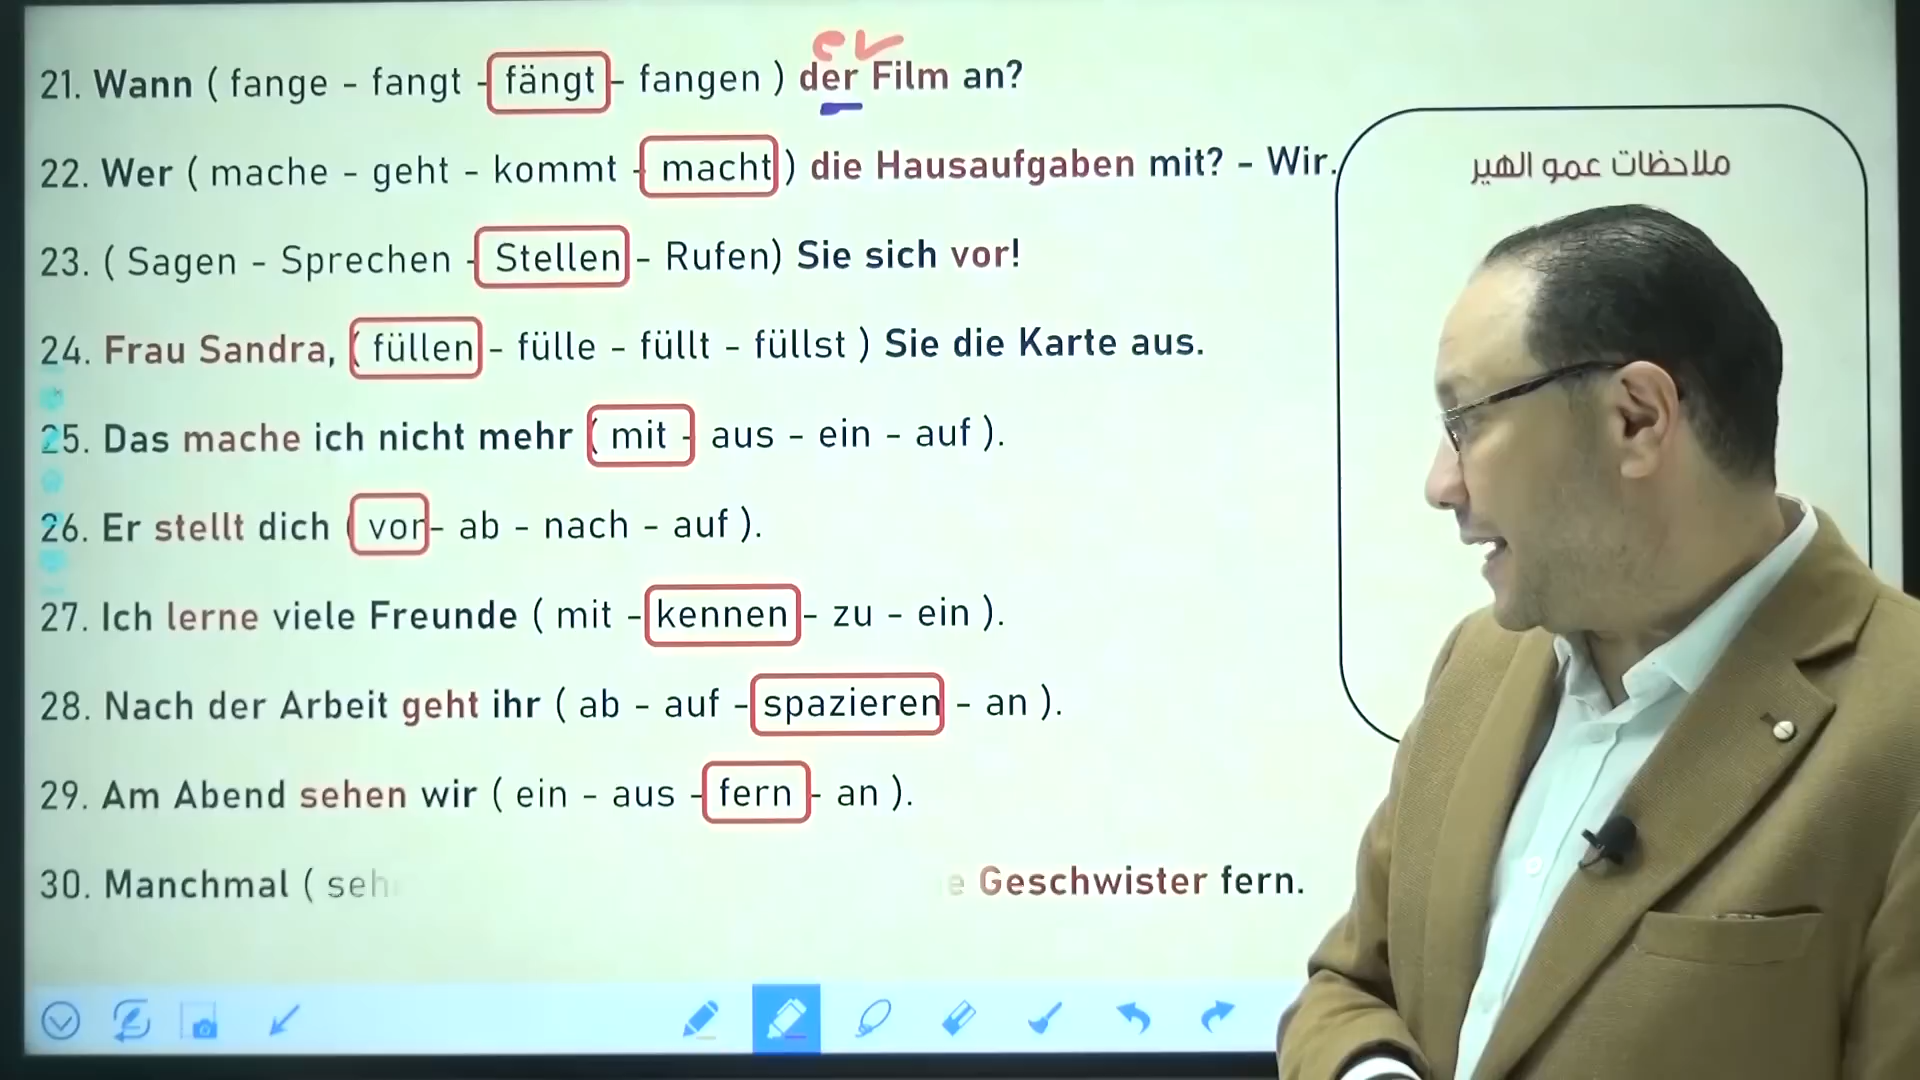 er
21. Wann ( fange - fangt - fängt - fangen ) der Film an?
22. Wer ( mache - geht - kommt - macht ) die Hausaufgaben mit? - Wir.
ملاحظات عمو الهير
23. ( Sagen - Sprechen - Stellen - Rufen) Sie sich vor!
24. Frau Sandra, ( füllen - fülle - füllt - füllst ) Sie die Karte aus.
25. Das mache ich nicht mehr ( mit - aus - ein - auf ).
26. Er stellt dich ( vor - ab - nach - auf ).
27. Ich lerne viele Freunde ( mit - kennen - zu - ein ).
28. Nach der Arbeit geht ihr ( ab - auf - spazieren - an ).
29. Am Abend sehen wir ( ein - aus - fern - an ).
30. Manchmal ( seh e Geschwister fern.